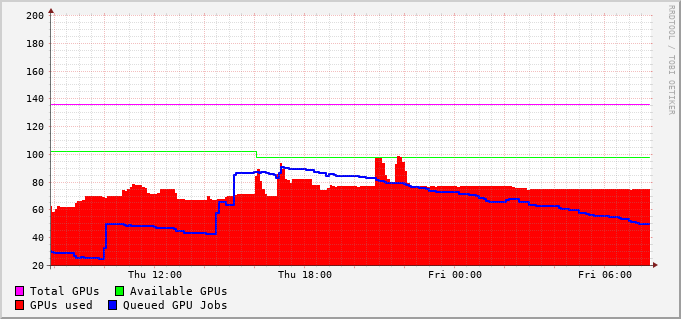 200
180
160
140
120
100
80
60
40
20
Thu 12:00 Thu 18:00 Fri 00:00 Fri 06:00
Total GPUs Available GPUs
GPUs used Queued GPU Jobs
RRDTOOL / TOBI OETIKER